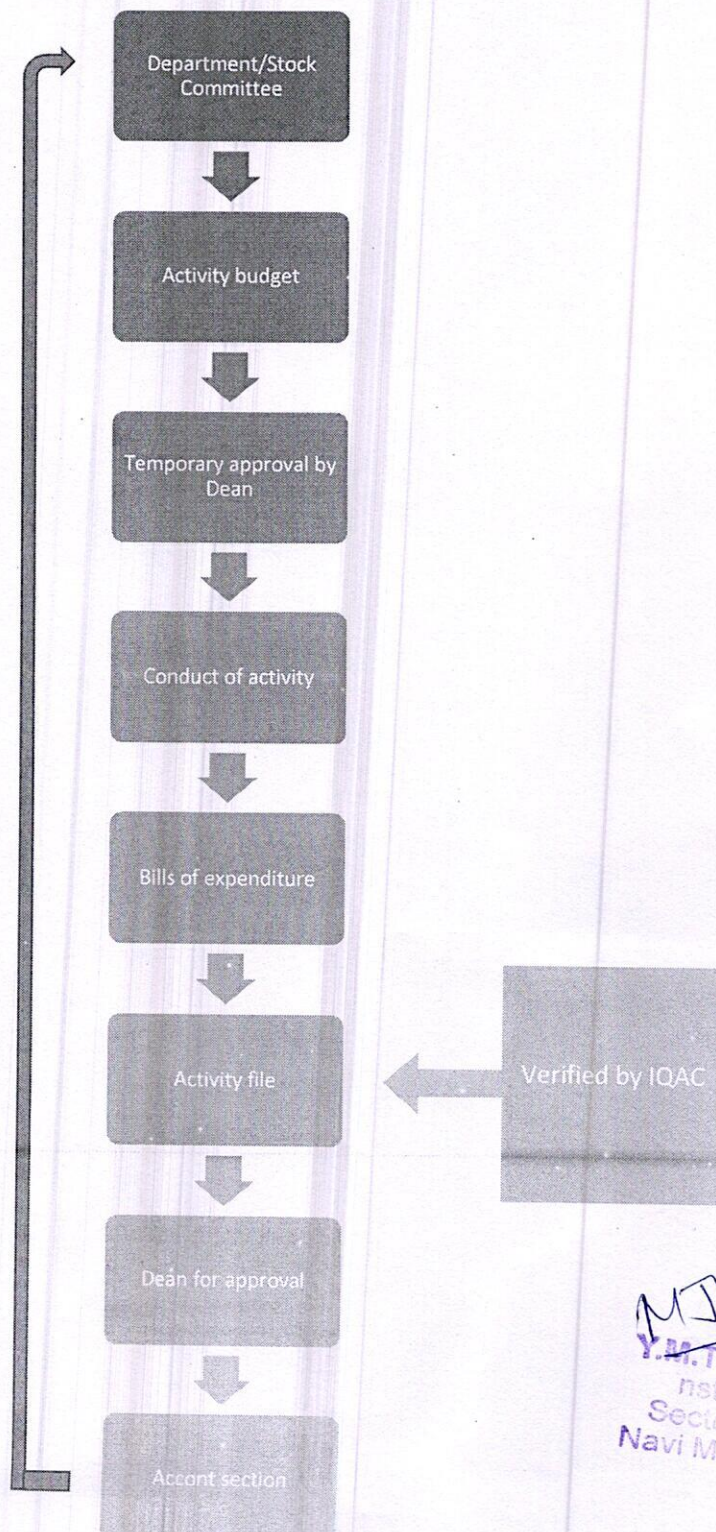 Department/Stock
Committee
Activity budget
Temporary approval by
Dean
Conduct of activity
Bills of expenditure
Activity file
Verified by IQAC
Dean for approval
Accont section
Y.M.T
Navi M